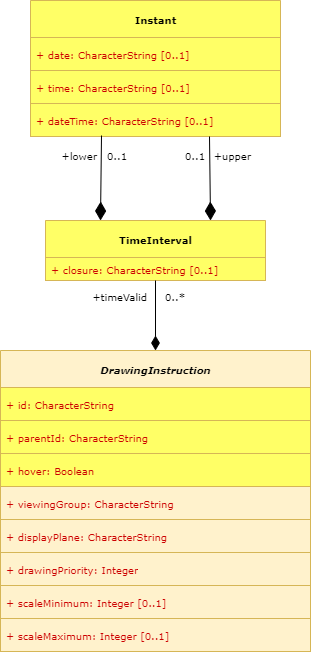 Instant
+ date: CharacterString [0..1]
+ time: CharacterString [0..1]
+ dateTime: CharacterString [0..1]
+lower 0..1 0..1 +upper
TimeInterval
+ closure: CharacterString [0..1]
+timeValid 0..*
DrawingInstruction
+ id: CharacterString
+ parentId: CharacterString
+ hover: Boolean
+ viewingGroup: CharacterString
+ displayPlane: CharacterString
+ drawingPriority: Integer
+ scaleMinimum: Integer [0..1]
+ scaleMaximum: Integer [0..1]